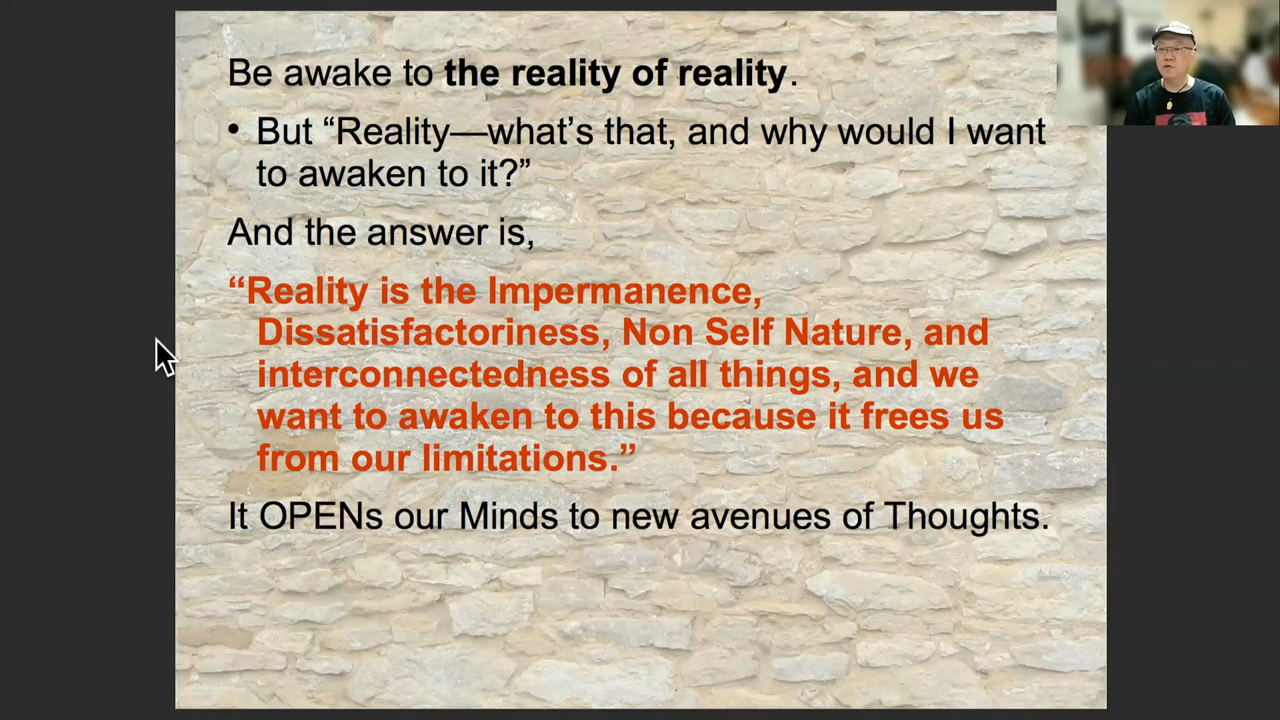 Be awake to the reality of reality.
• But “Reality—what’s that, and why would I want
to awaken to it?”
And the answer is,
“Reality is the Impermanence,
Dissatisfactoriness, Non Self Nature, and
interconnectedness of all things, and we
want to awaken to this because it frees us
from our limitations.”
It OPENs our Minds to new avenues of Thoughts.